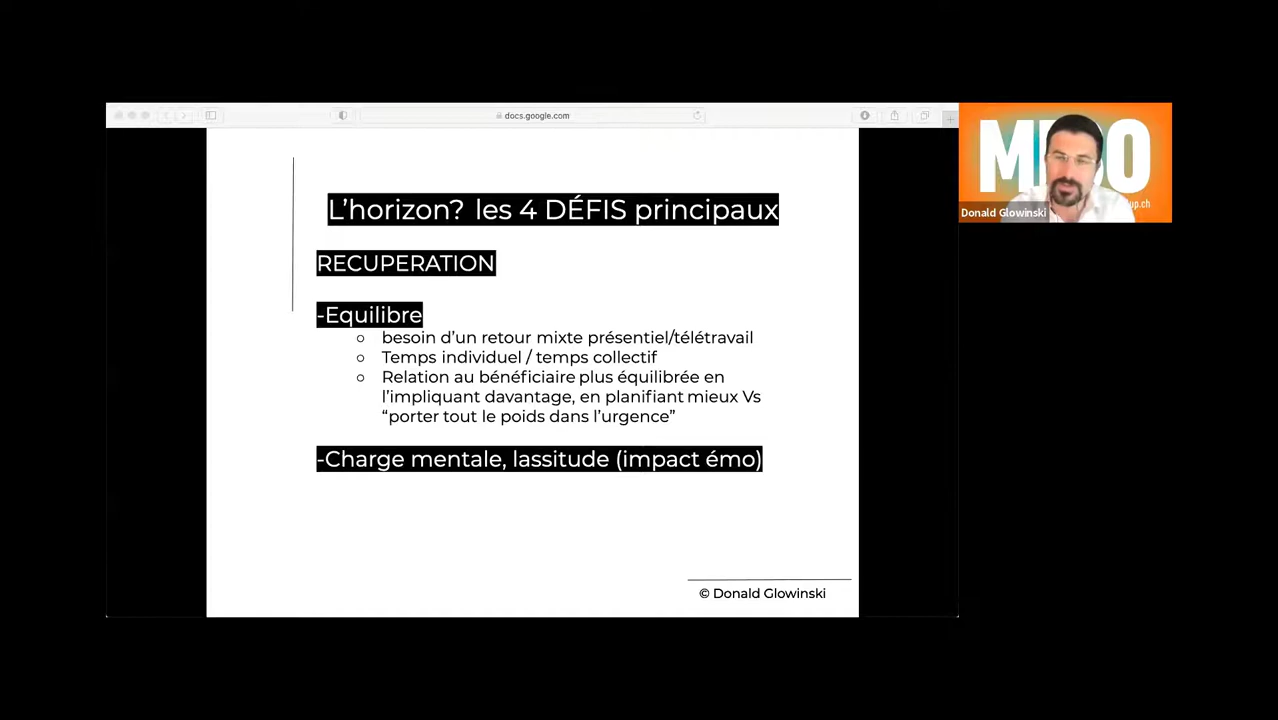 docs.google.com
L’horizon? les 4 DÉFIS principaux
RECUPERATION
-Equilibre
○ besoin d’un retour mixte présentiel/télétravail
○ Temps individuel / temps collectif
○ Relation au bénéficiaire plus équilibrée en
l’impliquant davantage, en planifiant mieux Vs
“porter tout le poids dans l’urgence”
-Charge mentale, lassitude (impact émo)
© Donald Glowinski
Donald Glowinski
up.ch